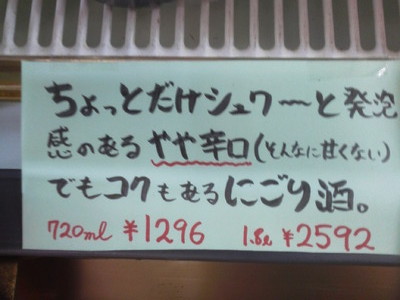 ちょっとだけシュワ〜と発泡
感のあるやや辛口(そんなに甘くない)
でもコクもあるにごり酒。
720ml ¥1296 1.8ℓ ¥2592